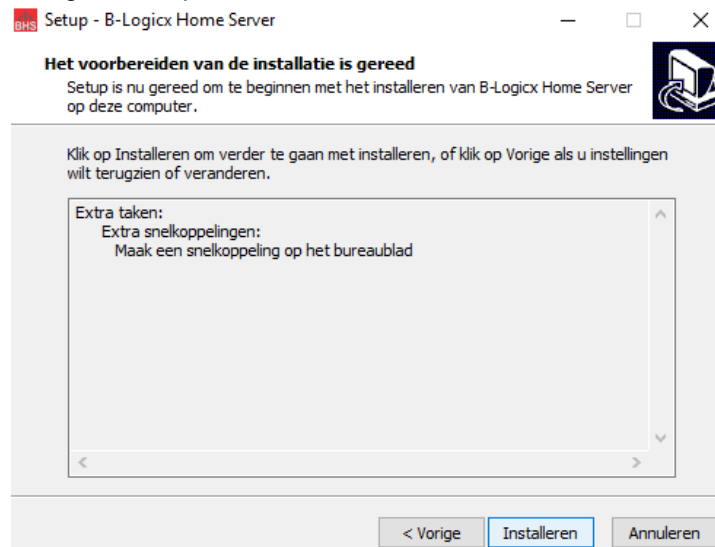 BHS
Setup - B-Logicx Home Server
Het voorbereiden van de installatie is gereed
Setup is nu gereed om te beginnen met het installeren van B-Logicx Home Server
op deze computer.
Klik op Installeren om verder te gaan met installeren, of klik op Vorige als u instellingen
wilt terugzien of veranderen.
Extra taken:
Extra snelkoppelingen:
Maak een snelkoppeling op het bureaublad
< Vorige
Installeren
Annuleren